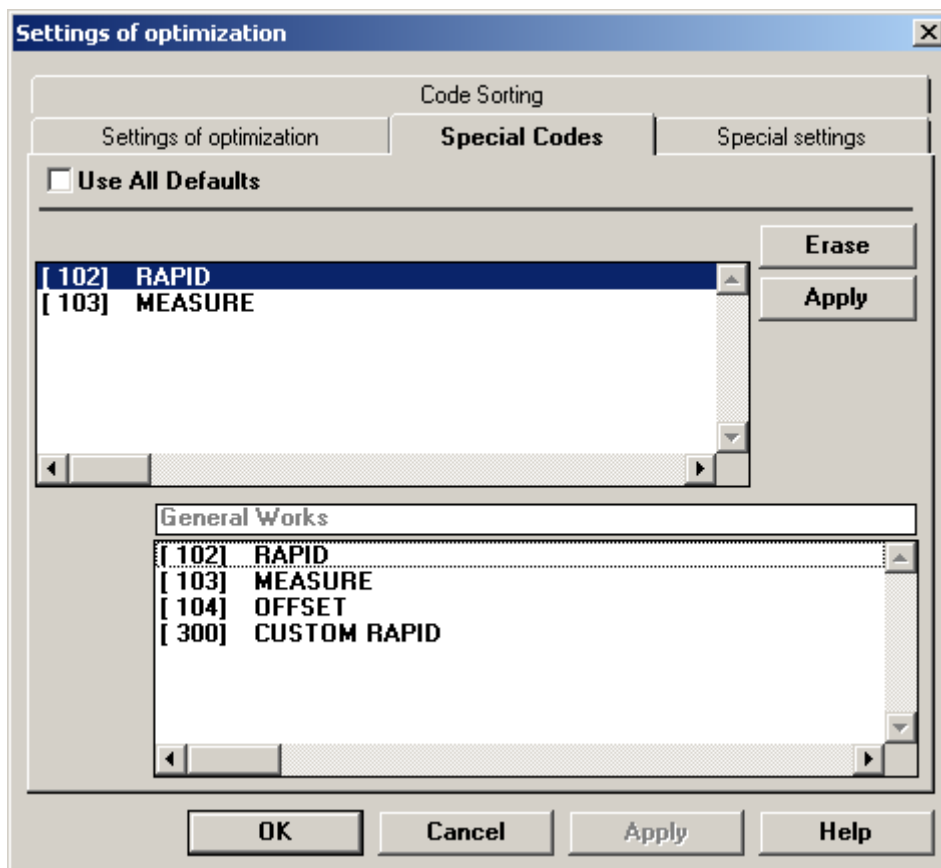 Settings of optimization
Code Sorting
Settings of optimization Special Codes Special settings
Use All Defaults
Erase
Apply
[ 102] RAPID
[ 103] MEASURE
General Works
[ 102] RAPID
[ 103] MEASURE
[ 104] OFFSET
[ 300] CUSTOM RAPID
OK Cancel Apply Help